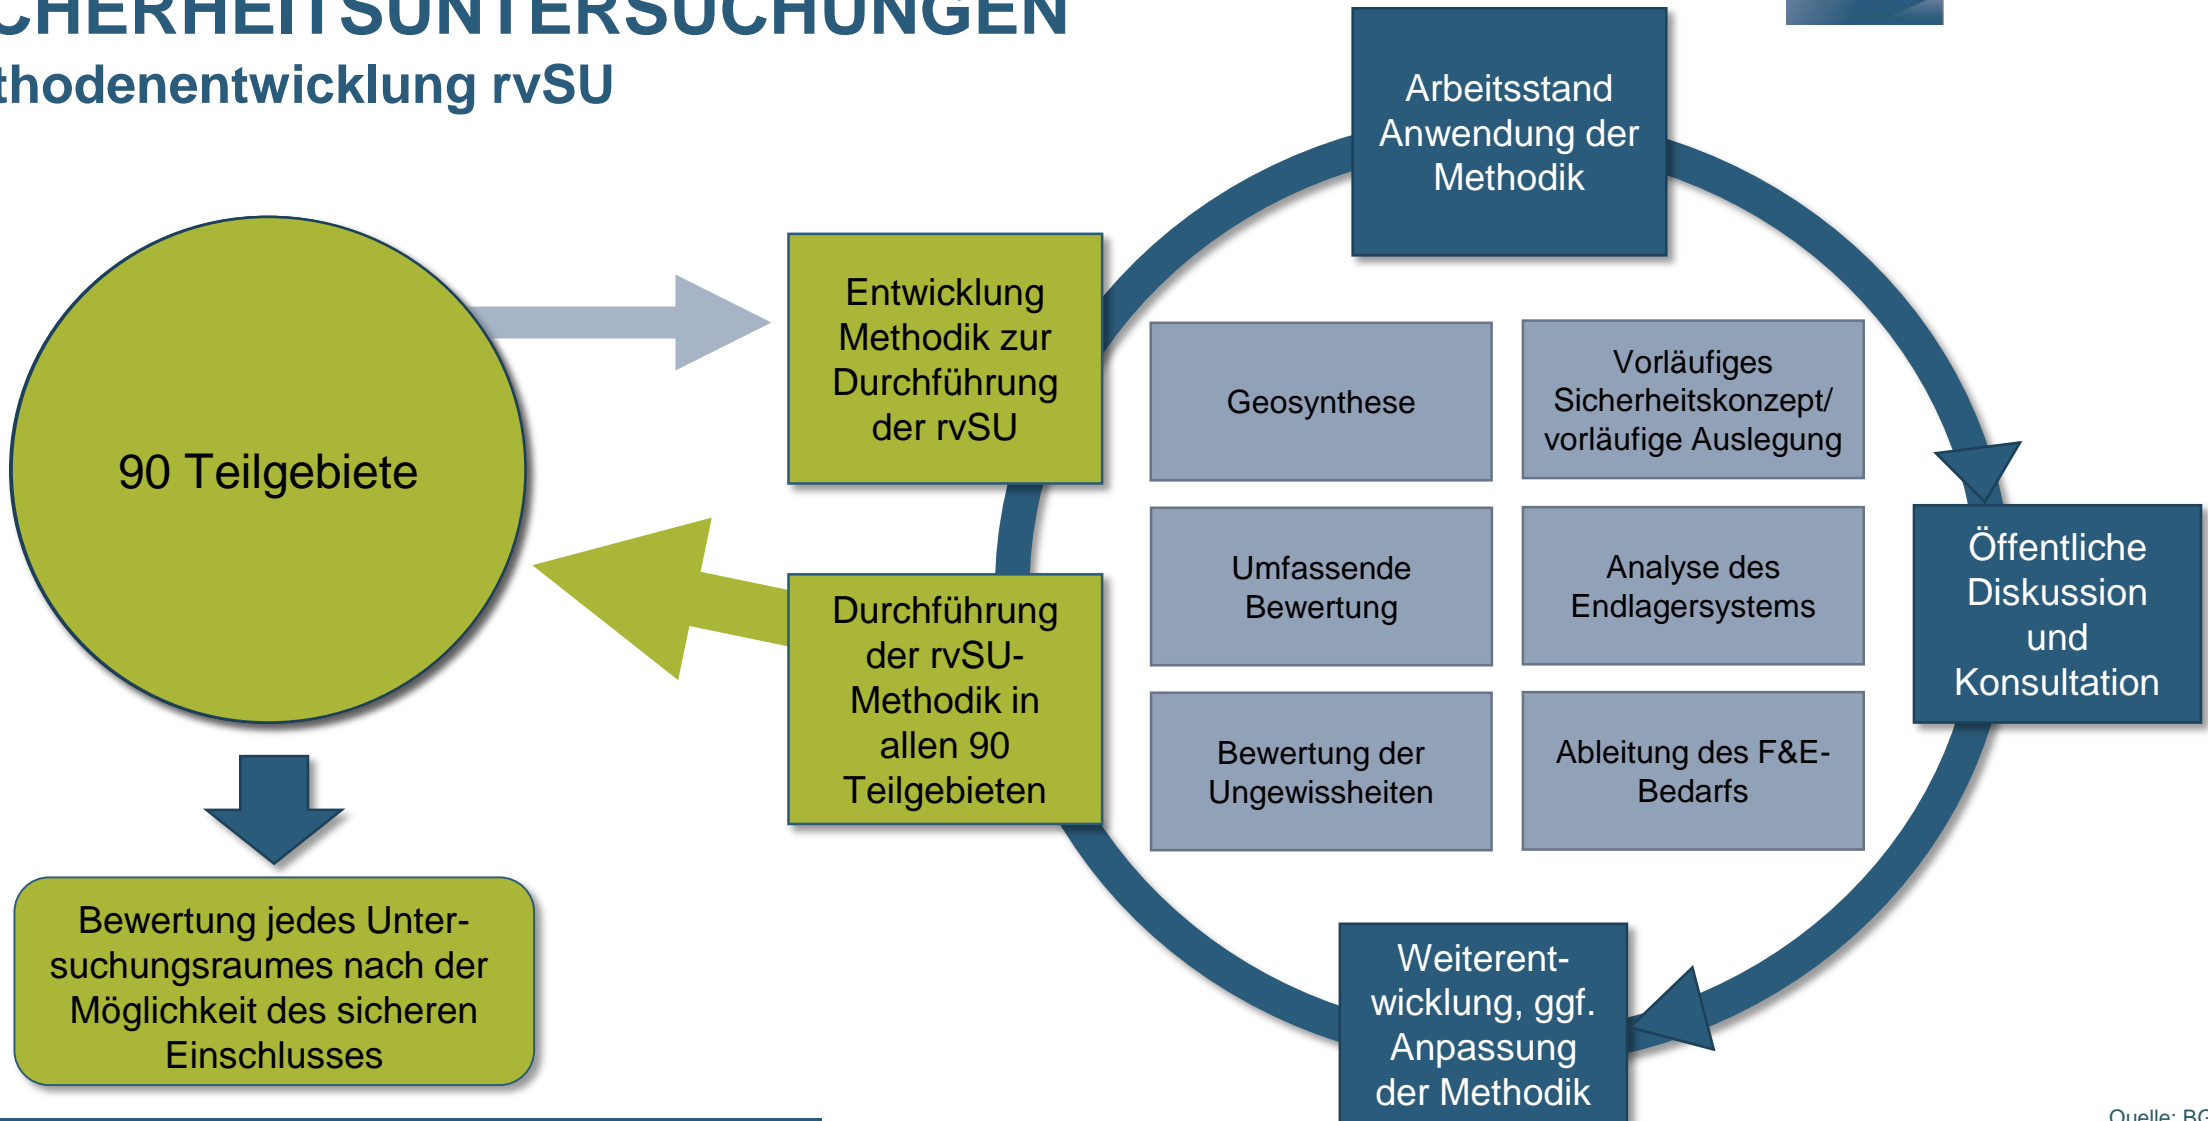 CHERHEITSUNTERSUCHUNGEN
thodenentwicklung rvSU
Arbeitsstand
Anwendung der
Methodik
90 Teilgebiete
Entwicklung
Methodik zur
Durchführung
der rvSU
Geosynthese
Vorläufiges
Sicherheitskonzept/
vorläufige Auslegung
Umfassende
Bewertung
Analyse des
Endlagersystems
Öffentliche
Diskussion
und
Konsultation
Durchführung
der rvSU-
Methodik in
allen 90
Teilgebieten
Bewertung der
Ungewissheiten
Ableitung des F&E-
Bedarfs
Bewertung jedes Unter-
suchungsraumes nach der
Möglichkeit des sicheren
Einschlusses
Weiterent-
wicklung, ggf.
Anpassung
der Methodik
Quelle: BG